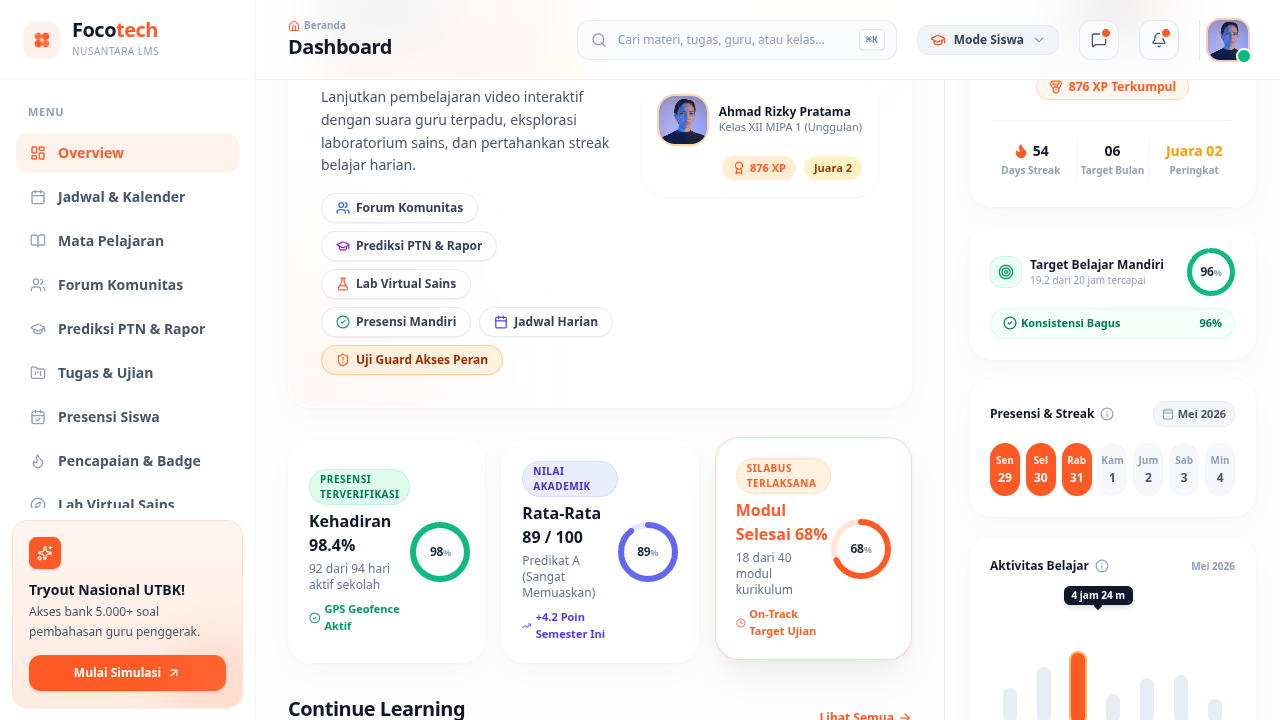 Focotech
NUSANTARA LMS
Beranda
Dashboard
Cari materi, tugas, guru, atau kelas...
⌘K
Mode Siswa
MENU
Overview
Jadwal & Kalender
Mata Pelajaran
Forum Komunitas
Prediksi PTN & Rapor
Tugas & Ujian
Presensi Siswa
Pencapaian & Badge
Lab Virtual Sains
Tryout Nasional UTBK!
Akses bank 5.000+ soal
pembahasan guru penggerak.
Mulai Simulasi
Lanjutkan pembelajaran video interaktif
dengan suara guru terpadu, eksplorasi
laboratorium sains, dan pertahankan streak
belajar harian.
Forum Komunitas
Prediksi PTN & Rapor
Lab Virtual Sains
Presensi Mandiri
Jadwal Harian
Uji Guard Akses Peran
Ahmad Rizky Pratama
Kelas XII MIPA 1 (Unggulan)
876 XP
Juara 2
PRESENSI
TERVERIFIKASI
Kehadiran
98.4%
92 dari 94 hari
aktif sekolah
GPS Geofence
Aktif
98%
NILAI
AKADEMIK
Rata-Rata
89 / 100
Predikat A
(Sangat
Memuaskan)
+4.2 Poin
Semester Ini
89%
SILABUS
TERLAKSANA
Modul
Selesai 68%
18 dari 40
modul
kurikulum
On-Track
Target Ujian
68%
Continue Learning
Lihat Semua
876 XP Terkumpul
54
Days Streak
06
Target Bulan
Juara 02
Peringkat
Target Belajar Mandiri
19.2 dari 20 jam tercapai
96%
Konsistensi Bagus
96%
Presensi & Streak
Mei 2026
Sen
29
Sel
30
Rab
31
Kam
1
Jum
2
Sab
3
Min
4
Aktivitas Belajar
Mei 2026
4 jam 24 m